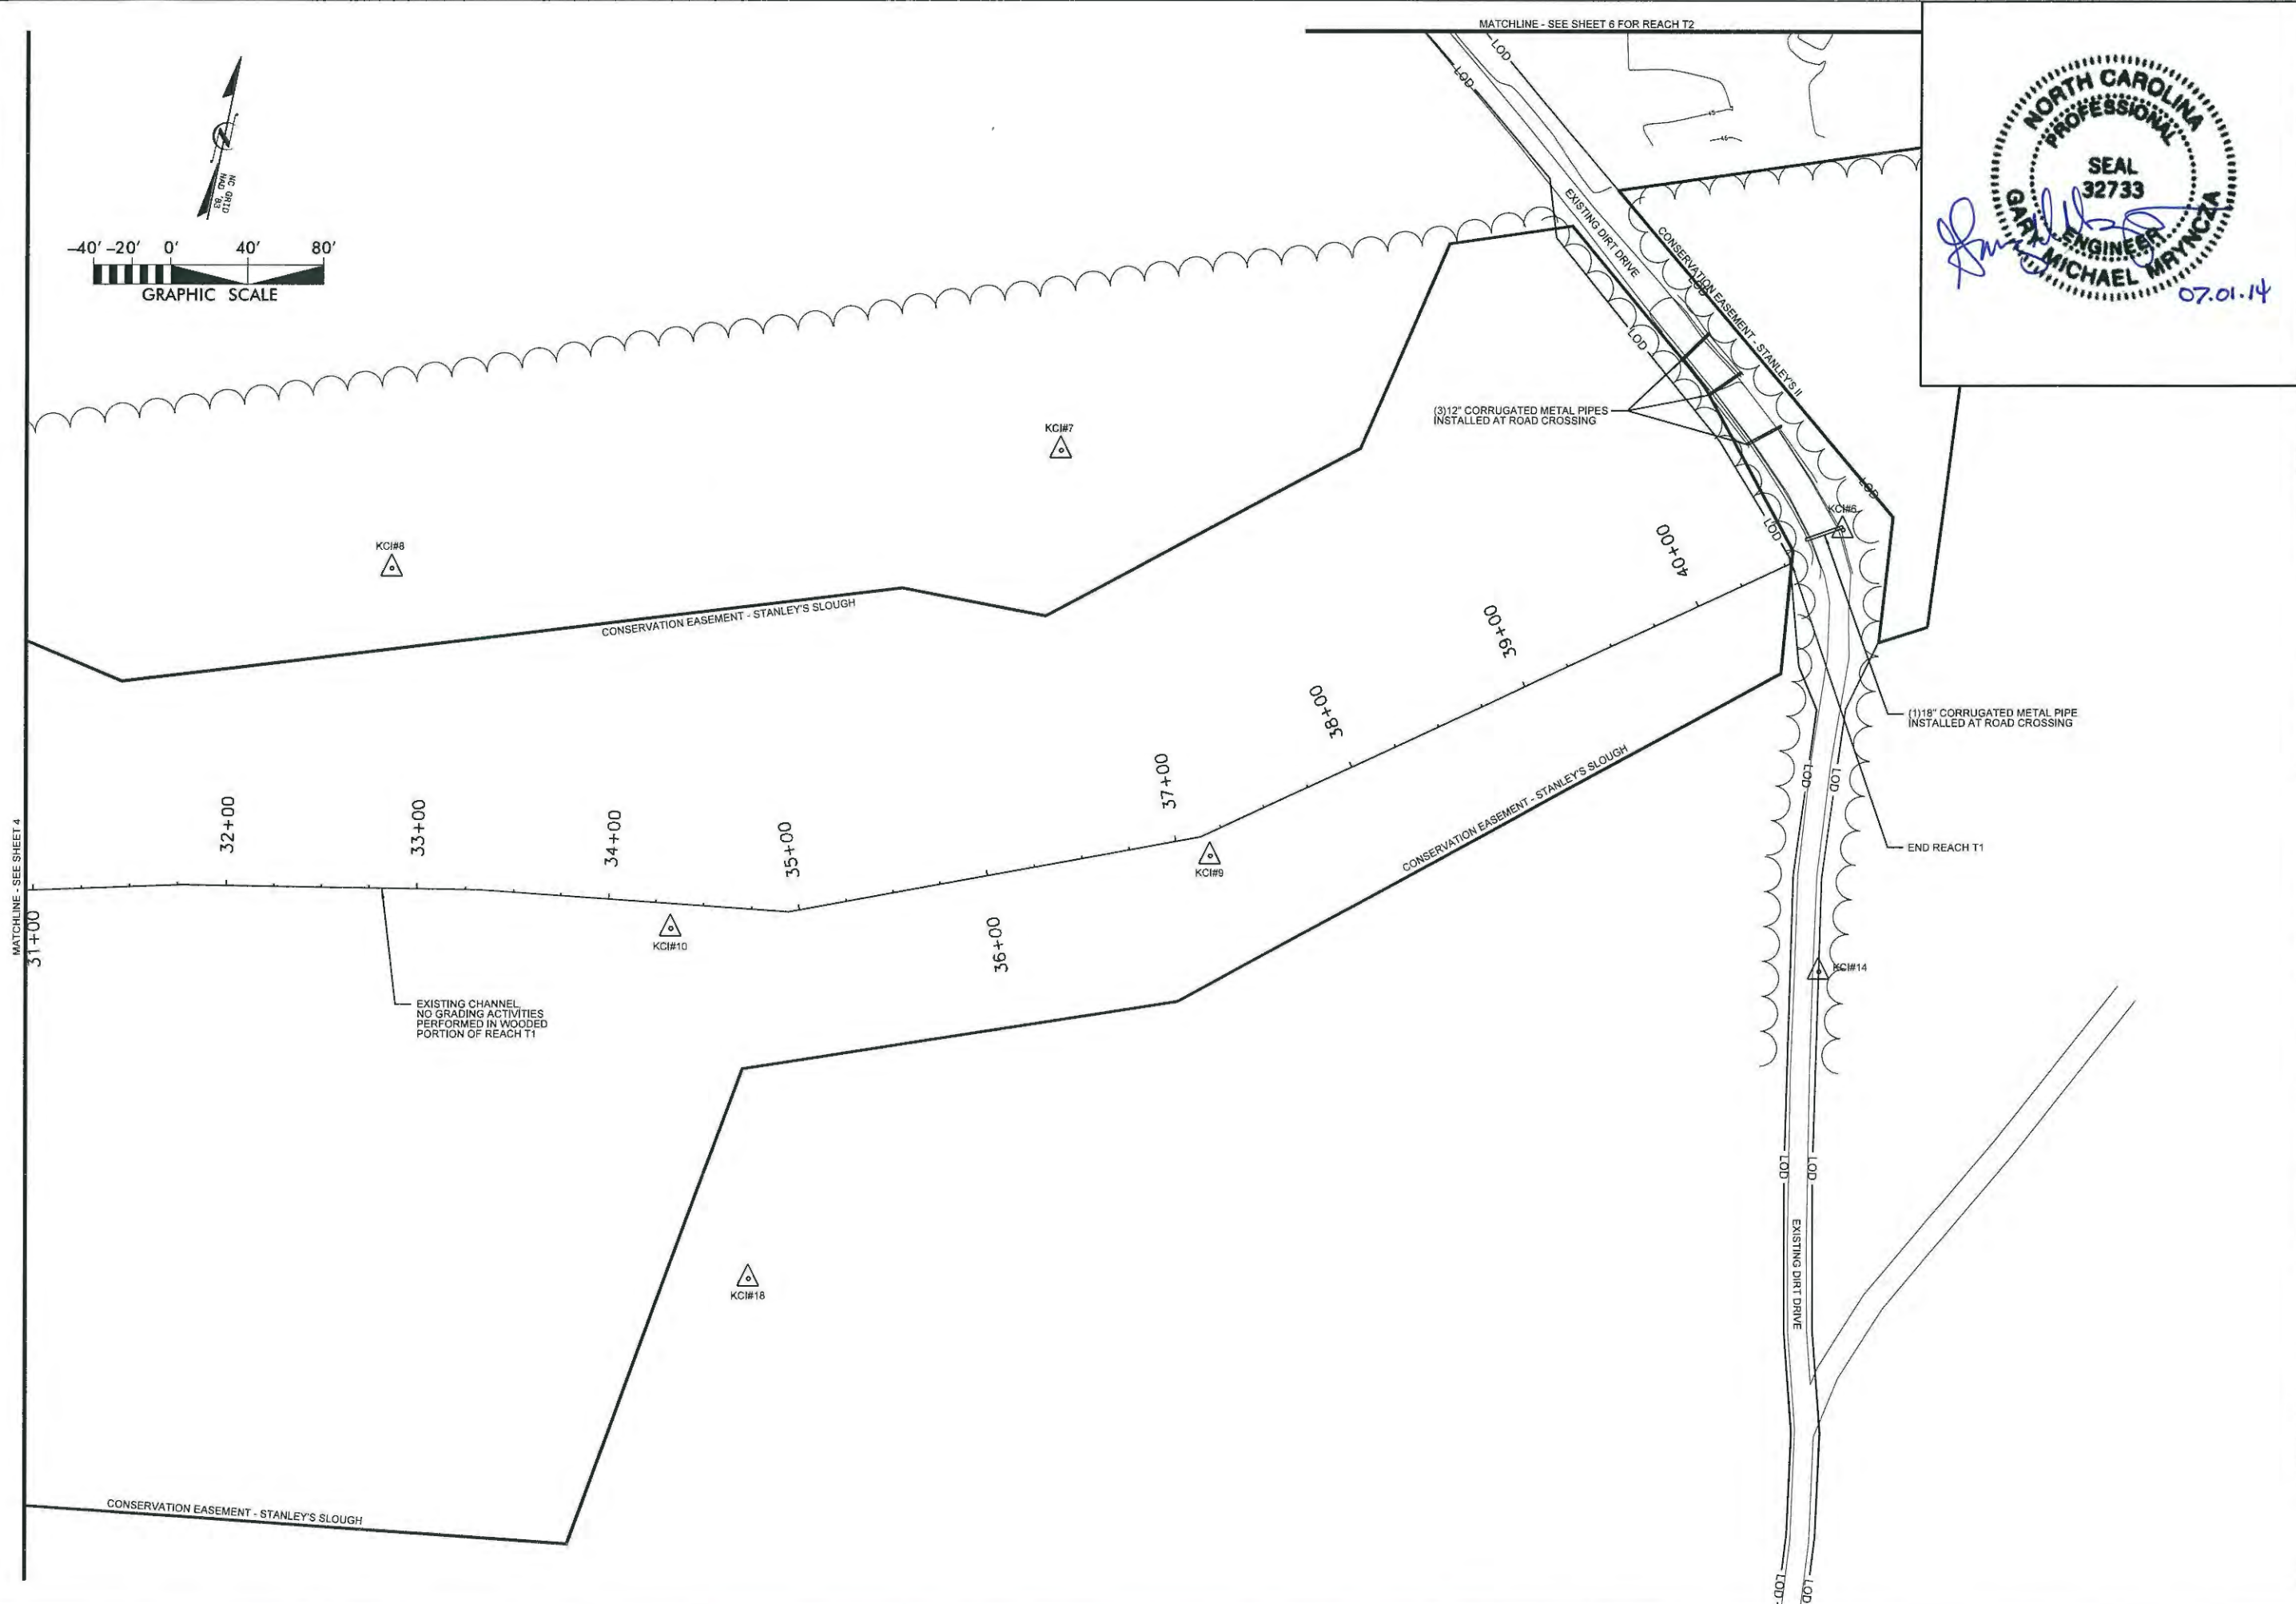 MATCHLINE - SEE SHEET 6 FOR REACH T2
NC GRID
NAD '83
-40' -20' 0' 40' 80'
GRAPHIC SCALE
NORTH CAROLINA
PROFESSIONAL
SEAL
32733
ENGINEER
GARY MICHAEL MRYNCZA
07.01.14
LOD
LOD
45
46
EXISTING DIRT DRIVE
CONSERVATION EASEMENT - STANLEY'S II
LOD
LOD
(3)12" CORRUGATED METAL PIPES
INSTALLED AT ROAD CROSSING
KCI#7
KCI#8
LOD
KCI#6
LOD
40+00
39+00
38+00
37+00
CONSERVATION EASEMENT - STANLEY'S SLOUGH
(1)18" CORRUGATED METAL PIPE
INSTALLED AT ROAD CROSSING
CONSERVATION EASEMENT - STANLEY'S SLOUGH
LOD
LOD
END REACH T1
MATCHLINE - SEE SHEET 4
31+00
32+00
33+00
34+00
35+00
36+00
KCI#9
KCI#10
KCI#14
EXISTING CHANNEL,
NO GRADING ACTIVITIES
PERFORMED IN WOODED
PORTION OF REACH T1
LOD
LOD
EXISTING DIRT DRIVE
KCI#18
CONSERVATION EASEMENT - STANLEY'S SLOUGH
LOD
LOD